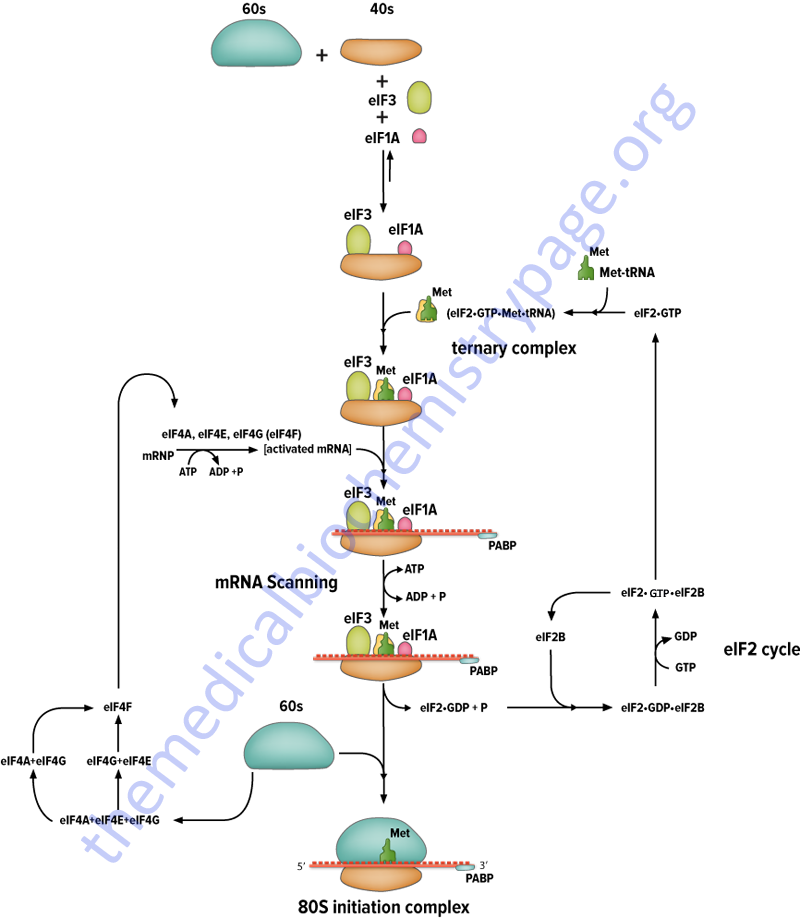 60s
40s
+
+
eIF3
+
eIF1A
eIF3
eIF1A
Met
Met-tRNA
Met
(eIF2•GTP•Met•tRNA)
eIF2•GTP
ternary complex
eIF3
Met
eIF1A
eIF4A, eIF4E, eIF4G (eIF4F)
mRNP
[activated mRNA]
ATP
ADP +P
eIF3
Met
eIF1A
PABP
mRNA Scanning
ATP
ADP + P
eIF2• GTP •eIF2B
eIF2B
GDP
GTP
eIF2 cycle
eIF3
Met
eIF1A
PABP
eIF4F
60s
eIF2•GDP + P
eIF2•GDP•eIF2B
eIF4A+eIF4G
eIF4G+eIF4E
eIF4A+eIF4E+eIF4G
Met
5'
3'
PABP
80S initiation complex
themedicalbiochemistrypage.org